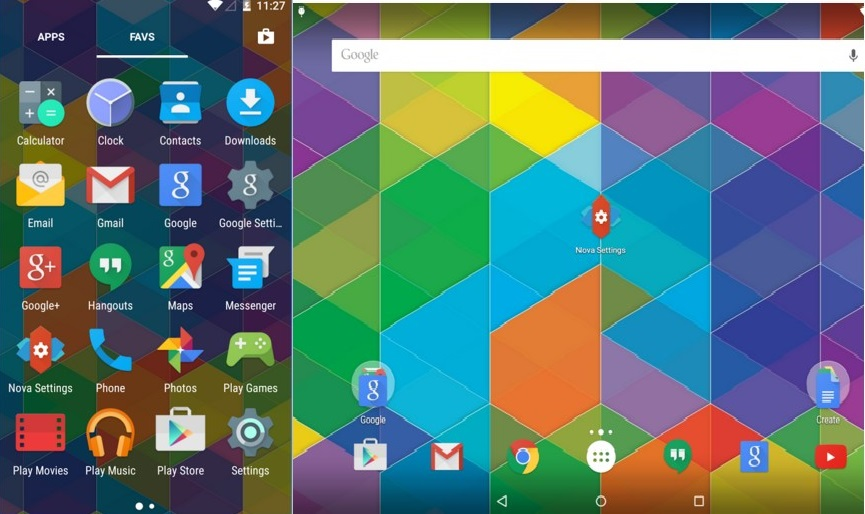 11:27
APPS FAVS
Calculator Clock Contacts Downloads
Email Gmail Google Google Setti...
Google+ Hangouts Maps Messenger
Nova Settings Phone Photos Play Games
Play Movies Play Music Play Store Settings
Google
Nova Settings
Google Create